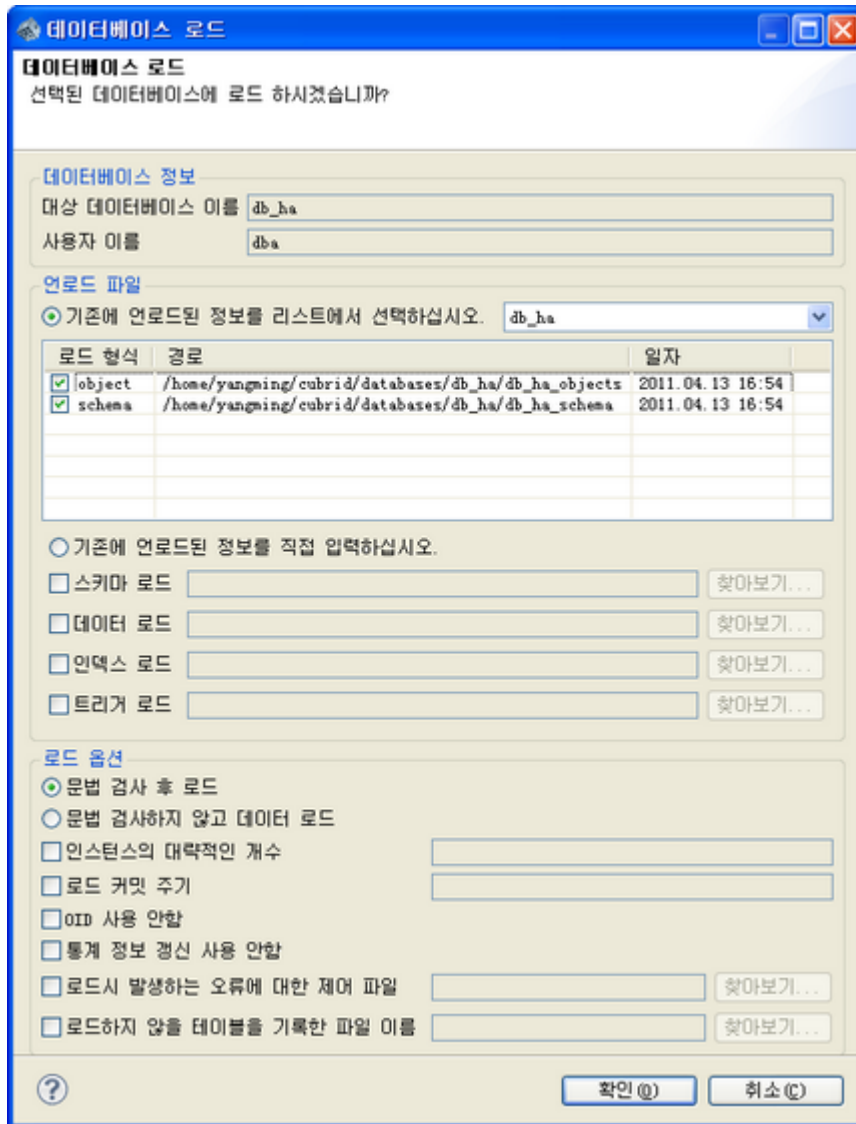 데이터베이스 로드
데이터베이스 로드
선택된 데이터베이스에 로드 하시겠습니까?
데이터베이스 정보
대상 데이터베이스 이름 db_ha
사용자 이름 dba
언로드 파일
기존에 언로드된 정보를 리스트에서 선택하십시오. db_ha
로드 형식 경로 일자
object /home/yangming/cubrid/databases/db_ha/db_ha_objects 2011.04.13 16:54
schema /home/yangming/cubrid/databases/db_ha/db_ha_schema 2011.04.13 16:54
기존에 언로드된 정보를 직접 입력하십시오.
스키마 로드 찾아보기...
데이터 로드 찾아보기...
인덱스 로드 찾아보기...
트리거 로드 찾아보기...
로드 옵션
문법 검사 후 로드
문법 검사하지 않고 데이터 로드
인스턴스의 대략적인 개수
로드 커밋 주기
OID 사용 안함
통계 정보 갱신 사용 안함
로드시 발생하는 오류에 대한 제어 파일 찾아보기...
로드하지 않을 테이블을 기록한 파일 이름 찾아보기...
확인(O) 취소(C)